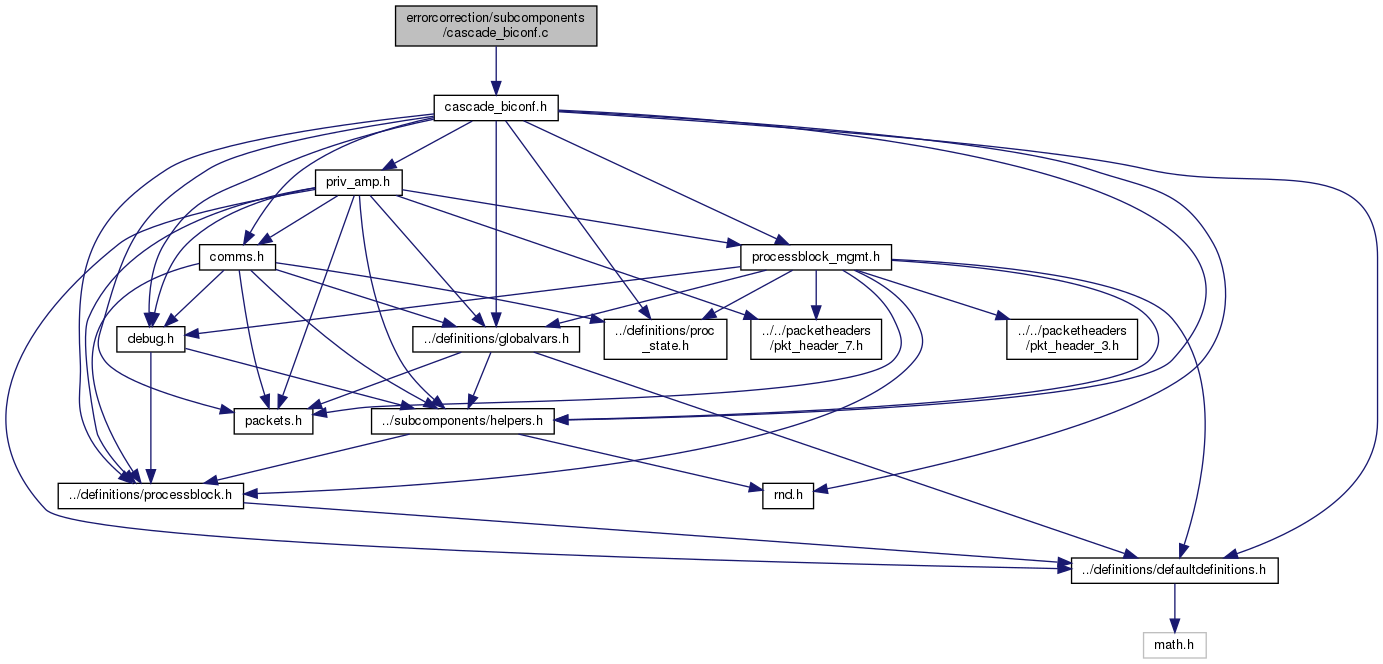 errorcorrection/subcomponents
/cascade_biconf.c
cascade_biconf.h
priv_amp.h
comms.h
processblock_mgmt.h
debug.h
../definitions/globalvars.h
../definitions/proc
_state.h
../../packetheaders
/pkt_header_7.h
../../packetheaders
/pkt_header_3.h
packets.h
../subcomponents/helpers.h
../definitions/processblock.h
rnd.h
../definitions/defaultdefinitions.h
math.h